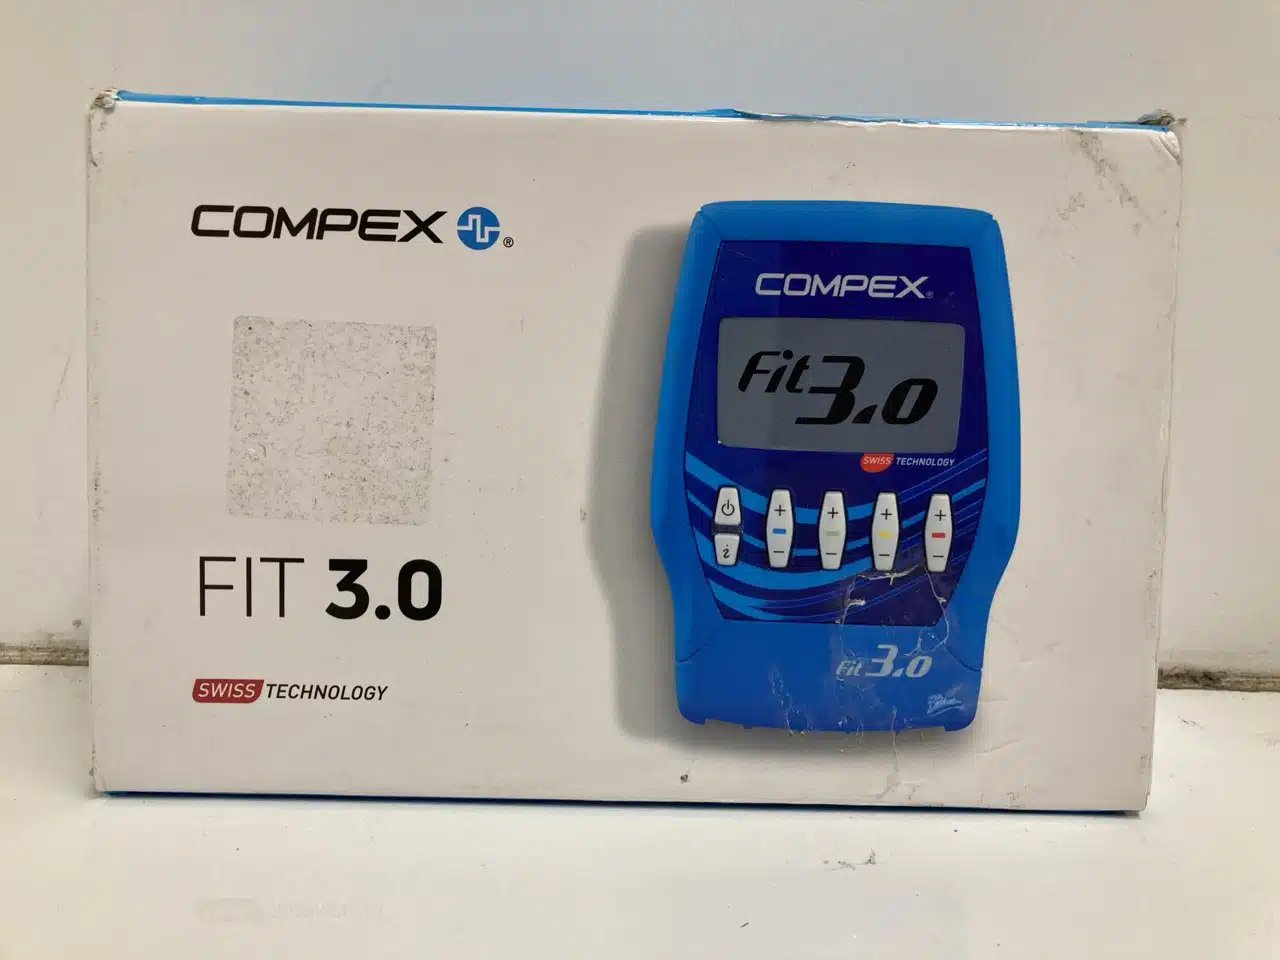 COMPEX ®
FIT 3.0
SWISS TECHNOLOGY
COMPEX®
Fit 3.0
SWISS TECHNOLOGY
+ + + +
i - - - -
Fit 3.0